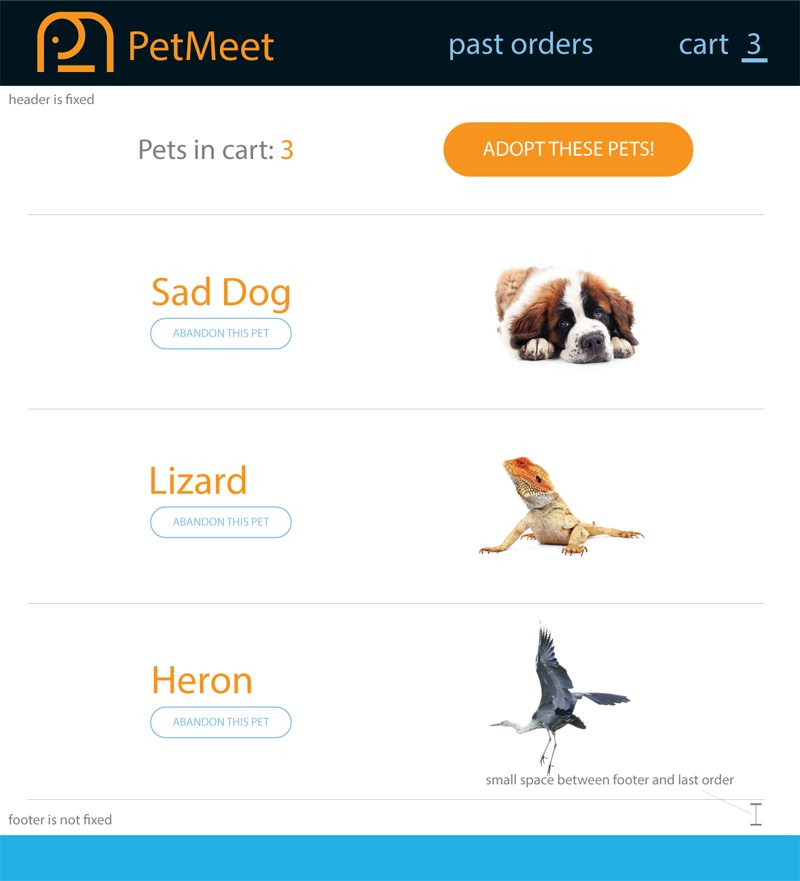 PetMeet
past orders
cart 3
header is fixed
Pets in cart: 3
ADOPT THESE PETS!
Sad Dog
ABANDON THIS PET
Lizard
ABANDON THIS PET
Heron
ABANDON THIS PET
small space between footer and last order
footer is not fixed